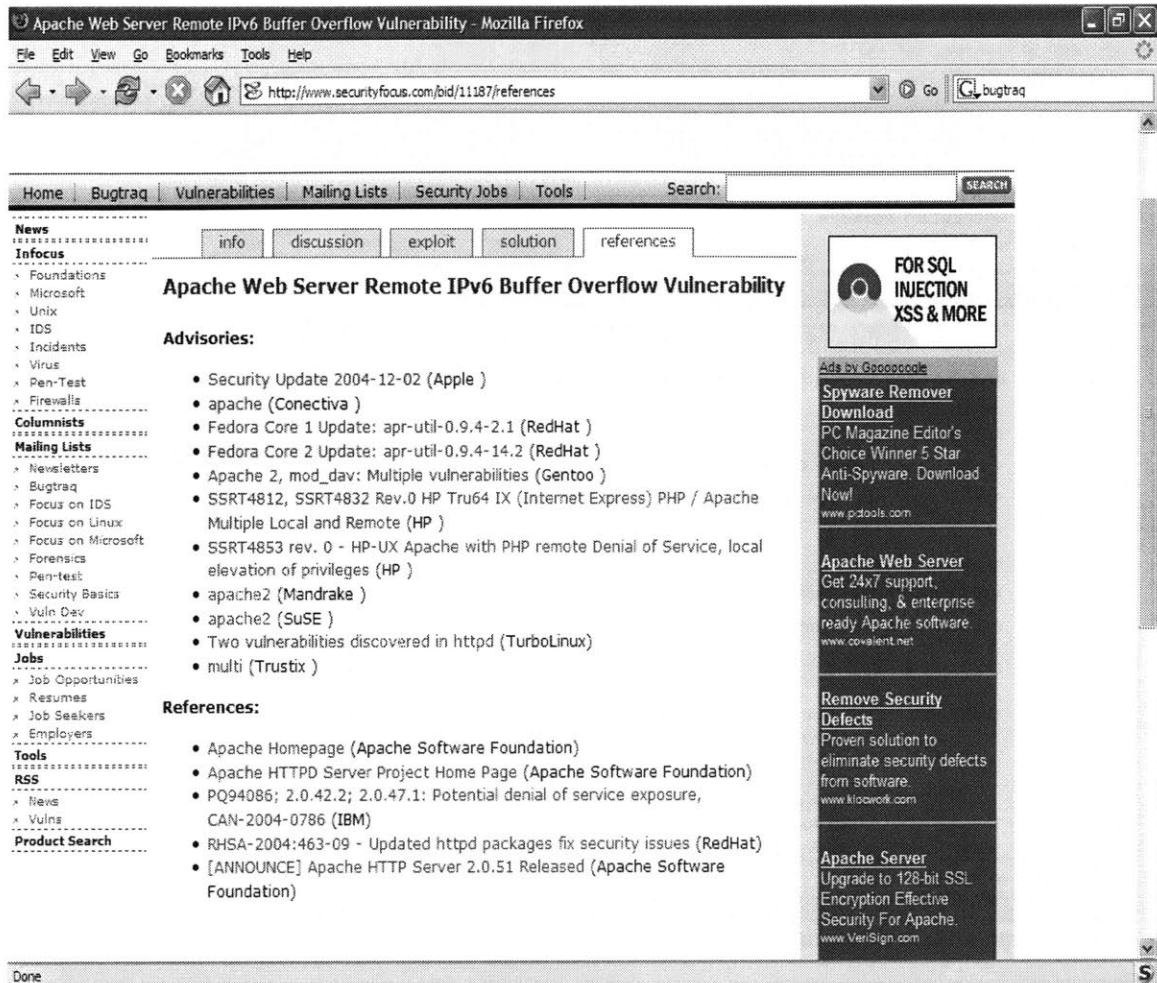 Apache Web Server Remote IPv6 Buffer Overflow Vulnerability - Mozilla Firefox
File Edit View Go Bookmarks Tools Help
http://www.securityfocus.com/bid/11187/references
Go
G bugtraq
Home Bugtraq Vulnerabilities Mailing Lists Security Jobs Tools Search: SEARCH
News
Infocus
Foundations
Microsoft
Unix
IDS
Incidents
Virus
Pen-Test
Firewalls
Columnists
Mailing Lists
Newsletters
Bugtraq
Focus on IDS
Focus on Linux
Focus on Microsoft
Forensics
Pen-test
Security Basics
Vuln Dev
Vulnerabilities
Jobs
Job Opportunities
Resumes
Job Seekers
Employers
Tools
RSS
News
Vulns
Product Search
info discussion exploit solution references
Apache Web Server Remote IPv6 Buffer Overflow Vulnerability
Advisories:
• Security Update 2004-12-02 (Apple )
• apache (Conectiva )
• Fedora Core 1 Update: apr-util-0.9.4-2.1 (RedHat )
• Fedora Core 2 Update: apr-util-0.9.4-14.2 (RedHat )
• Apache 2, mod_dav: Multiple vulnerabilities (Gentoo )
• SSRT4812, SSRT4832 Rev.0 HP Tru64 IX (Internet Express) PHP / Apache
Multiple Local and Remote (HP )
• SSRT4853 rev. 0 - HP-UX Apache with PHP remote Denial of Service, local
elevation of privileges (HP )
• apache2 (Mandrake )
• apache2 (SuSE )
• Two vulnerabilities discovered in httpd (TurboLinux)
• multi (Trustix )
References:
• Apache Homepage (Apache Software Foundation)
• Apache HTTPD Server Project Home Page (Apache Software Foundation)
• PQ94086; 2.0.42.2; 2.0.47.1: Potential denial of service exposure,
CAN-2004-0786 (IBM)
• RHSA-2004:463-09 - Updated httpd packages fix security issues (RedHat)
• [ANNOUNCE] Apache HTTP Server 2.0.51 Released (Apache Software
Foundation)
FOR SQL
INJECTION
XSS & MORE
Ads by Goooooogle
Spyware Remover
Download
PC Magazine Editor's
Choice Winner 5 Star
Anti-Spyware. Download
Now!
www.pctools.com
Apache Web Server
Get 24x7 support,
consulting, & enterprise
ready Apache software.
www.covalent.net
Remove Security
Defects
Proven solution to
eliminate security defects
from software.
www.klocwork.com
Apache Server
Upgrade to 128-bit SSL
Encryption Effective
Security For Apache.
www.VeriSign.com
Done
S